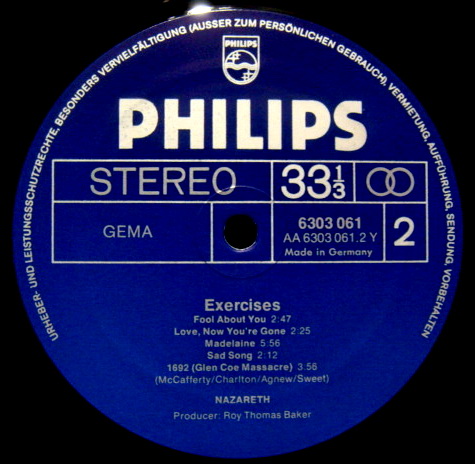 URHEBER- UND LEISTUNGSSCHUTZRECHTE, BESONDERS VERVIELFÄLTIGUNG (AUSSER ZUM PERSÖNLICHEN GEBRAUCH), VERMIETUNG, AUFFÜHRUNG, SENDUNG, VORBEHALTEN
PHILIPS
PHILIPS
STEREO 33 1/3
GEMA 6303 061 2
AA 6303 061.2 Y
Made in Germany
Exercises
Fool About You 2:47
Love, Now You're Gone 2:25
Madelaine 5:56
Sad Song 2:12
1692 (Glen Coe Massacre) 3:56
(McCafferty/Charlton/Agnew/Sweet)
NAZARETH
Producer: Roy Thomas Baker